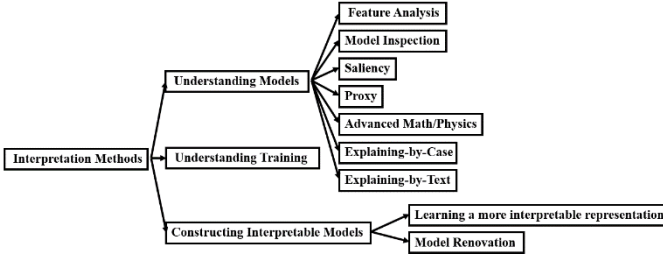 Feature Analysis
Model Inspection
Saliency
Understanding Models
Proxy
Advanced Math/Physics
Explaining-by-Case
Interpretation Methods
Understanding Training
Explaining-by-Text
Learning a more interpretable representation
Constructing Interpretable Models
Model Renovation